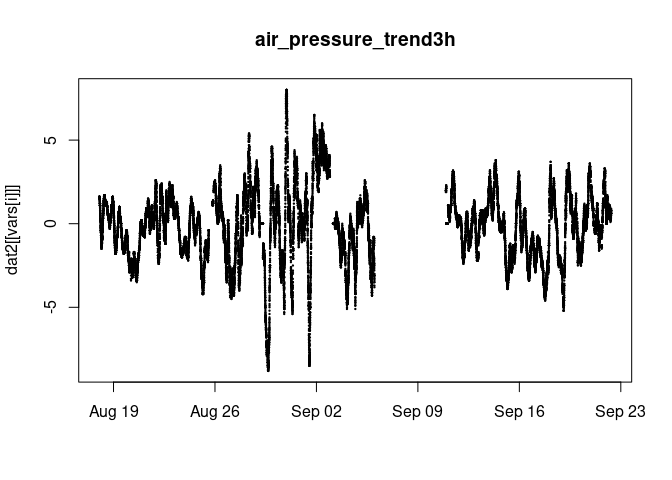 air_pressure_trend3h
dat2[[vars[i]]]
5
0
-5
Aug 19
Aug 26
Sep 02
Sep 09
Sep 16
Sep 23